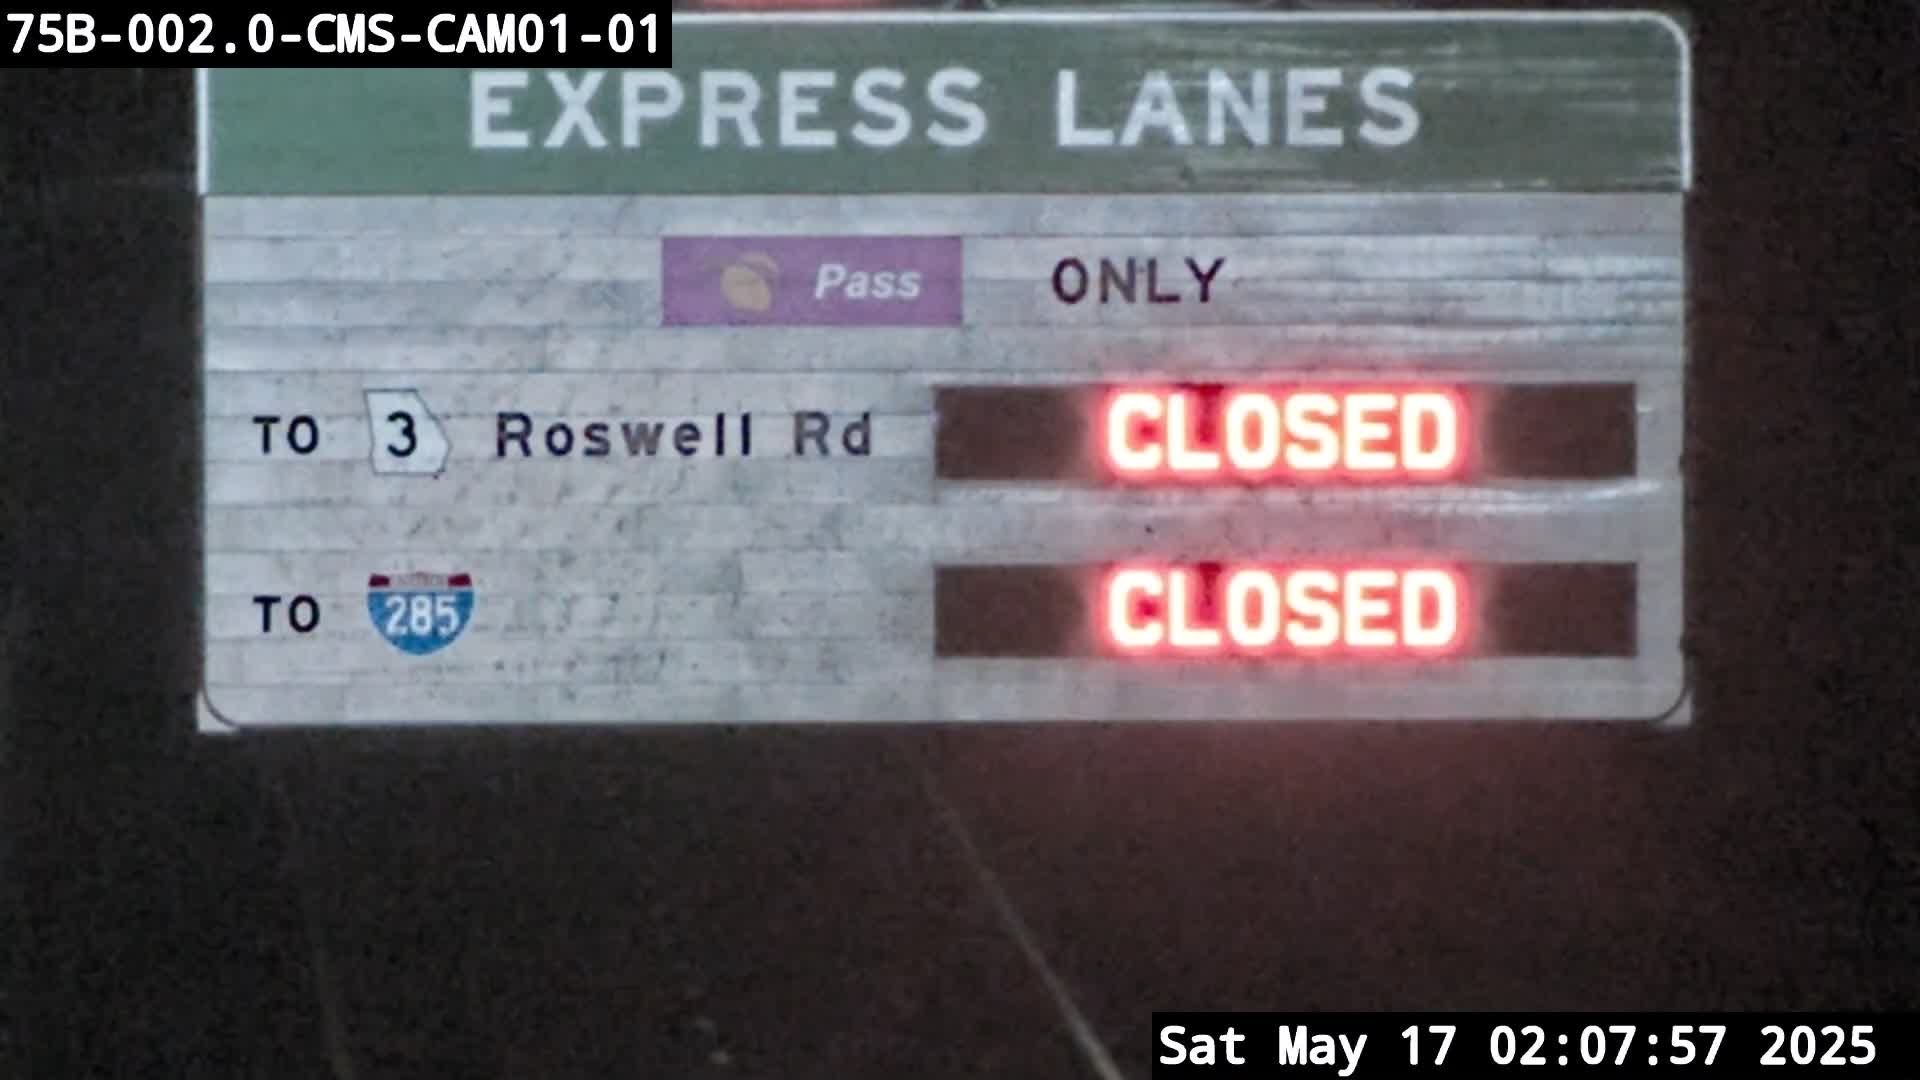 75B-002.0-CMS-CAM01-01
EXPRESS LANES
Pass ONLY
TO 3 Roswell Rd CLOSED
TO 285 CLOSED
Sat May 17 02:07:57 2025